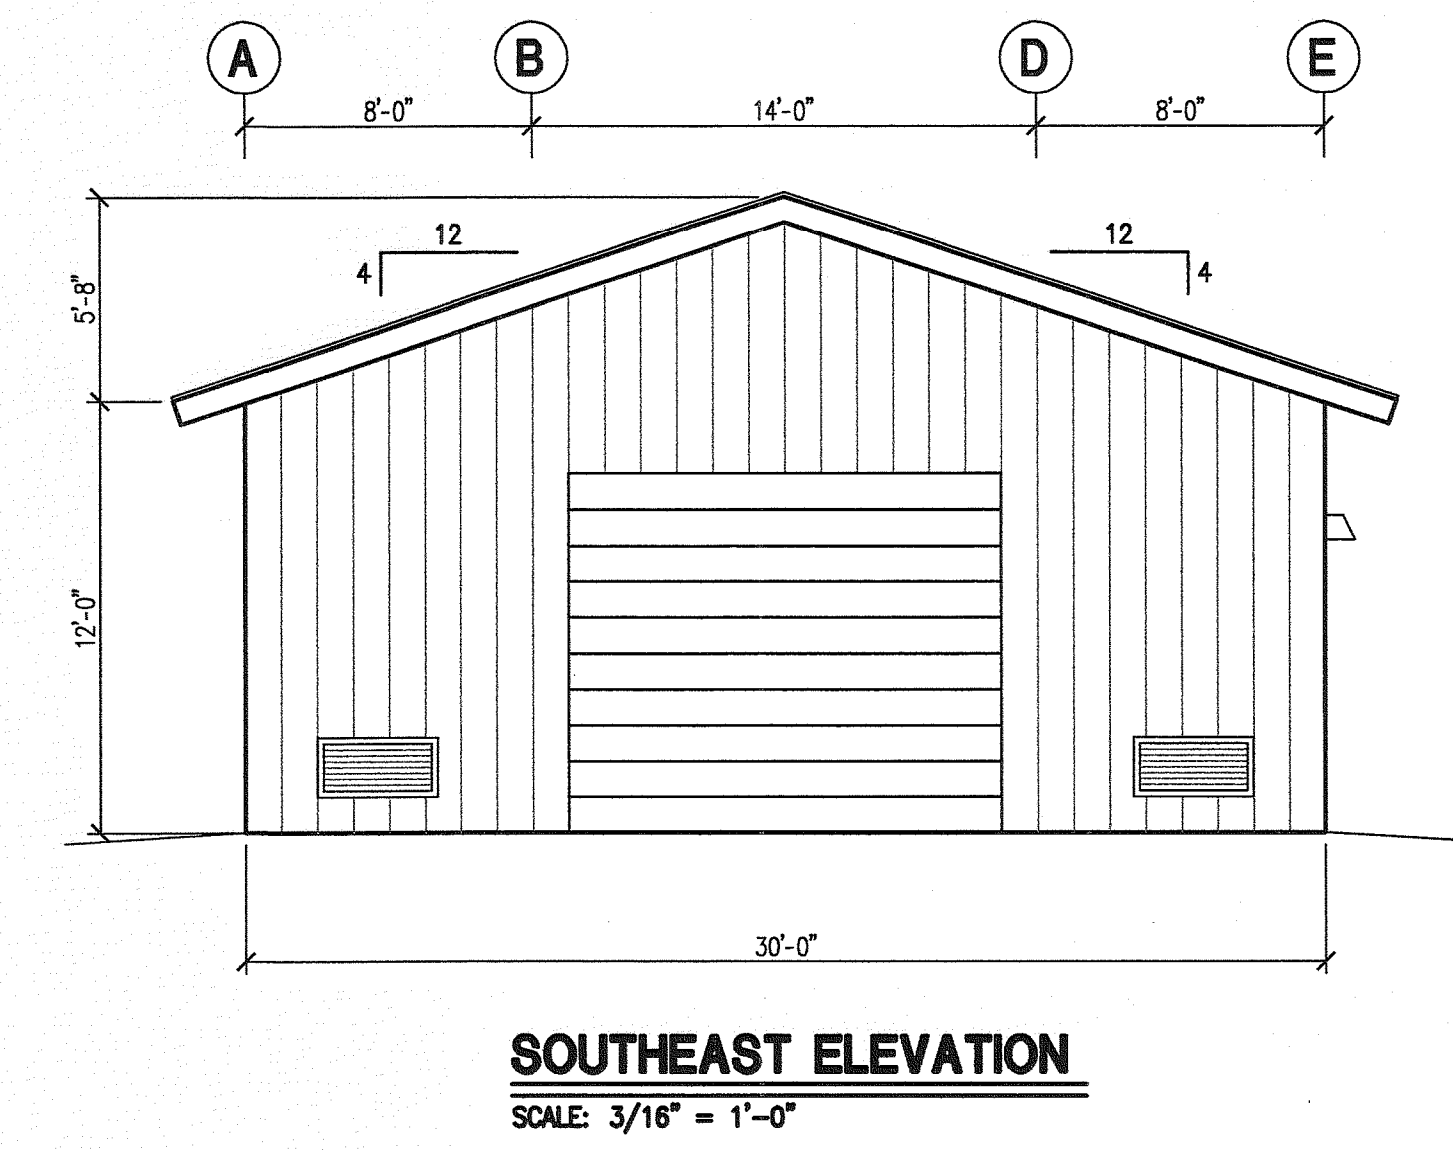 A B D E
8'-0" 14'-0" 8'-0"
12 12
4 4
5'-8"
12'-0"
30'-0"
SOUTHEAST ELEVATION
SCALE: 3/16" = 1'-0"